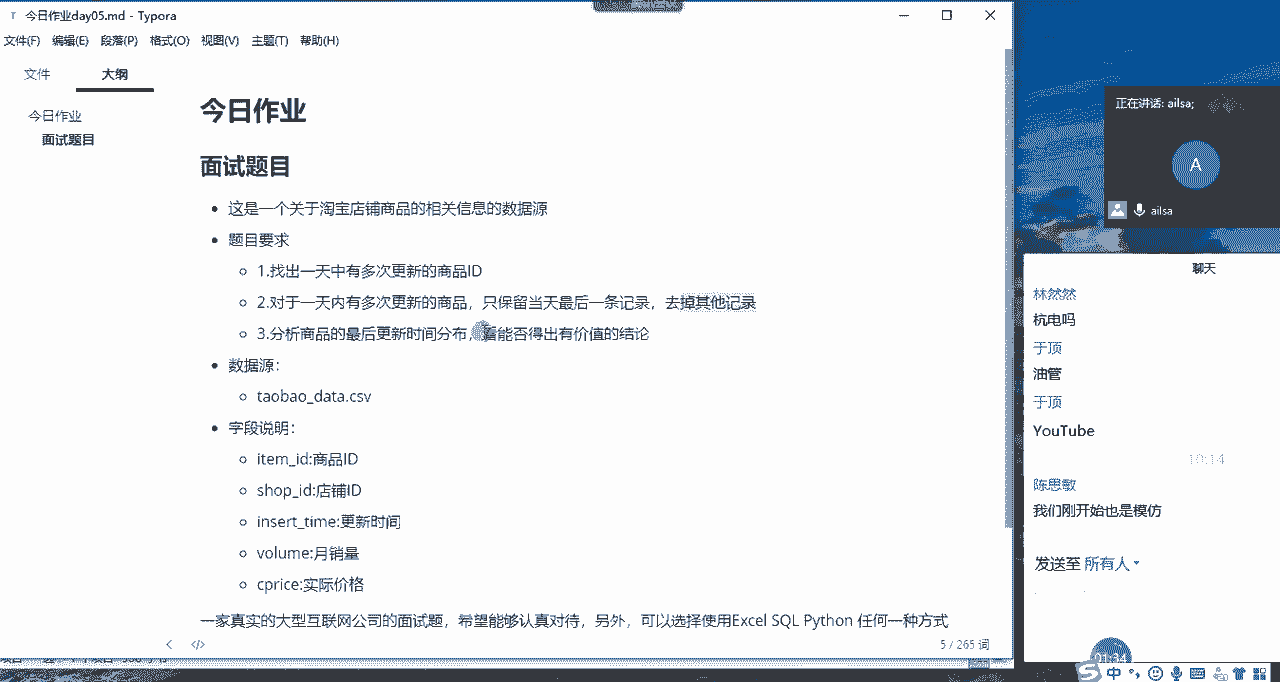 今日作业day05.md - Typora
文件(F) 编辑(E) 段落(P) 格式(O) 视图(V) 主题(T) 帮助(H)
文件 大纲
今日作业
面试题目
今日作业
面试题目
这是一个关于淘宝店铺商品的相关信息的数据源
题目要求
1.找出一天中有多次更新的商品ID
2.对于一天内有多次更新的商品，只保留当天最后一条记录，去掉其他记录
3.分析商品的最后更新时间分布，看能否得出有价值的结论
数据源：
taobao_data.csv
字段说明：
item_id:商品ID
shop_id:店铺ID
insert_time:更新时间
volume:月销量
cprice:实际价格
一家真实的大型互联网公司的面试题，希望能够认真对待，另外，可以选择使用Excel SQL Python 任何一种方式
5 / 265 词
正在讲话: ailsa;
A
ailsa
聊天
林然然
杭电吗
于顶
油管
于顶
YouTube
10:14
陈思敏
我们刚开始也是模仿
发送至 所有人
中